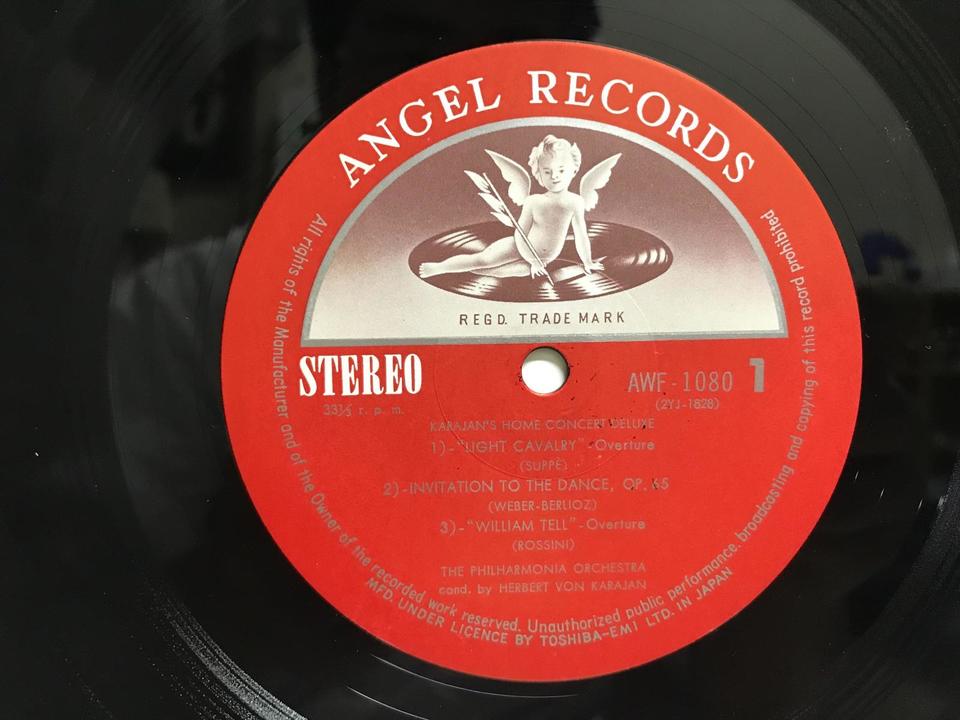 ANGEL RECORDS
REGD. TRADE MARK
STEREO
33⅓ r. p. m.
AWF-1080 1
(2YJ-1828)
KARAJAN'S HOME CONCERT DELUXE
1)-"LIGHT CAVALRY"-Overture
(SUPPÉ)
2)-INVITATION TO THE DANCE, OP. 65
(WEBER-BERLIOZ)
3)-"WILLIAM TELL"-Overture
(ROSSINI)
THE PHILHARMONIA ORCHESTRA
cond. by HERBERT VON KARAJAN
All rights of the Manufacturer and of the Owner of the recorded work reserved. Unauthorized public performance. broadcasting and copying of this record prohibited
MFD. UNDER LICENCE BY TOSHIBA-EMI LTD. IN JAPAN